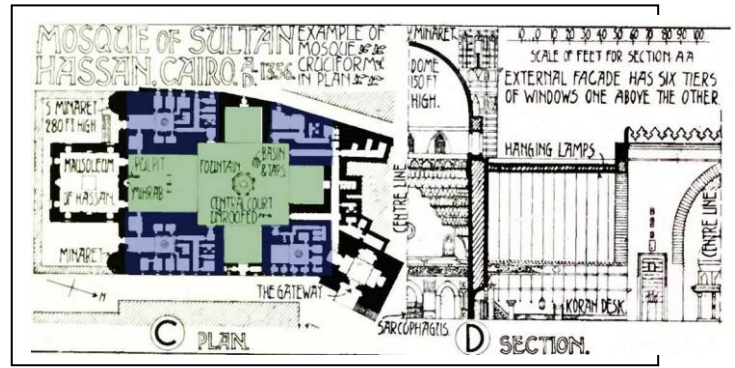 MOSQUE OF SULTAN
HASSAN. CAIRO. A.D. 1356.
EXAMPLE OF
MOSQUE
CRUCIFORM
IN PLAN
S. MINARET
280 FT HIGH
MAUSOLEUM
OF HASSAN.
PULPIT
MIHRAB
FOUNTAIN
BASIN
& TAPS.
CENTRAL COURT
UNROOFED
MINARET
N
THE GATEWAY
C PLAN.
MINARET
DOME
150 FT
HIGH.
10 0 10 20 30 40 50 60 70 80 90 100
SCALE OF FEET FOR SECTION A A
EXTERNAL FACADE HAS SIX TIERS
OF WINDOWS ONE ABOVE THE OTHER
HANGING LAMPS.
CENTRE LINE
CENTRE LINE
KORAN DESK.
SARCOPHAGUS.
D SECTION.